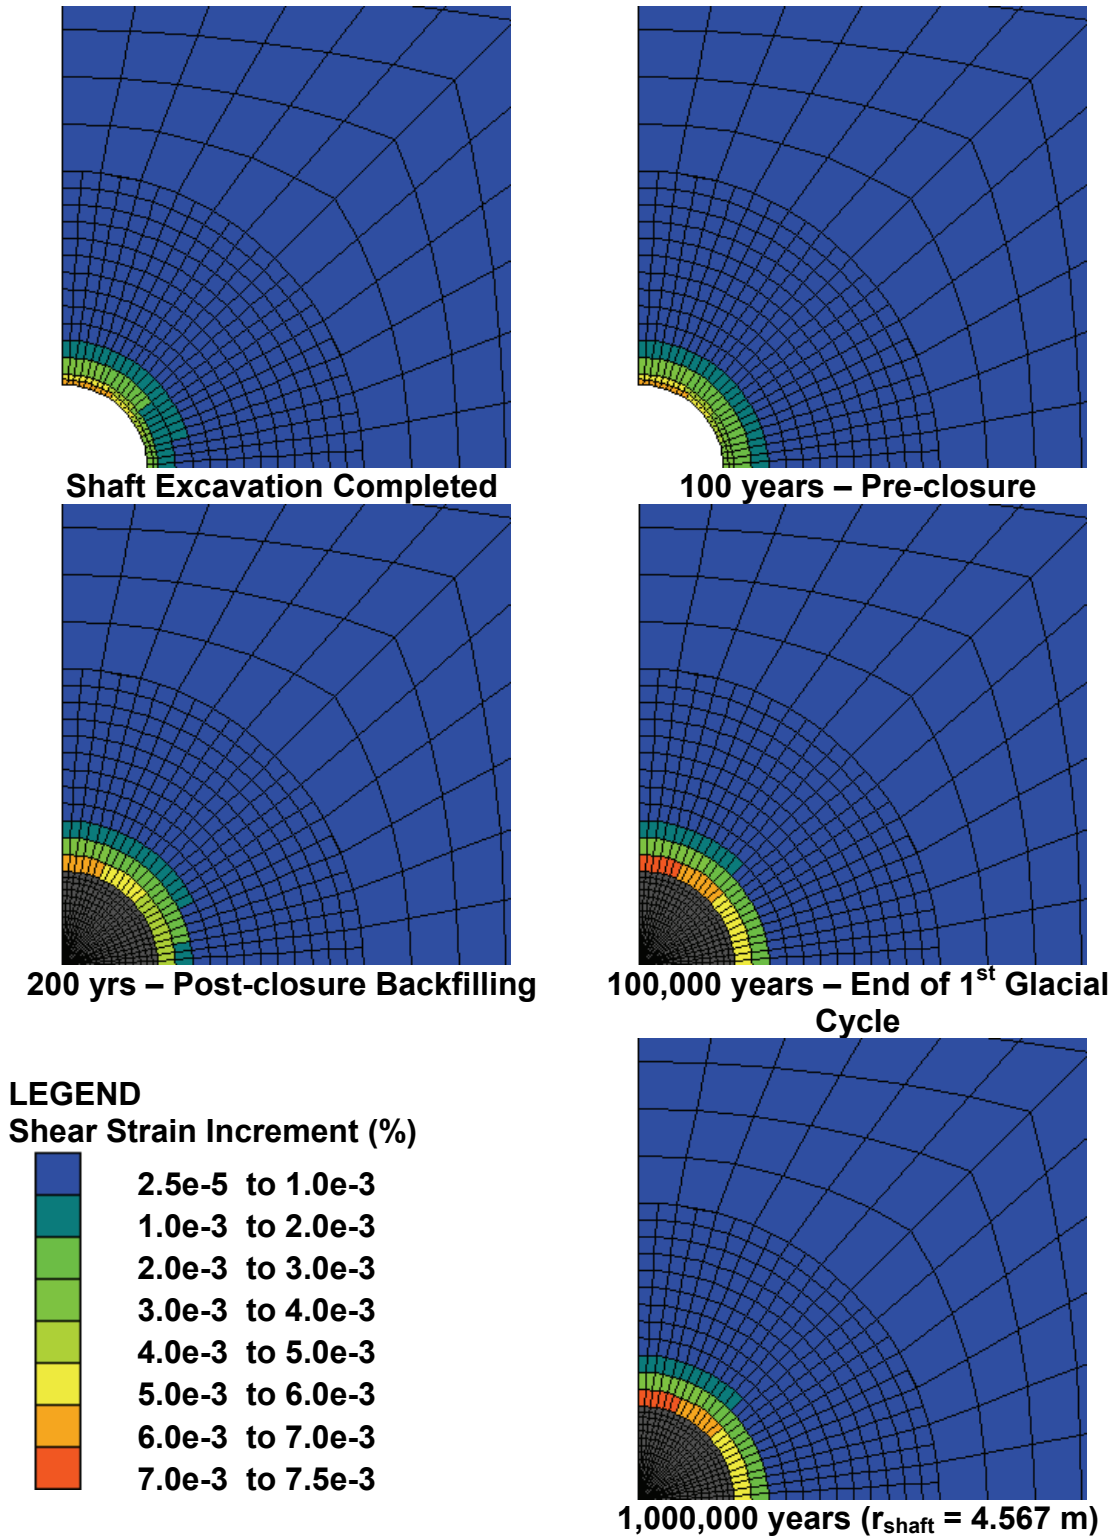 Shaft Excavation Completed
100 years – Pre-closure
200 yrs – Post-closure Backfilling
100,000 years – End of 1st Glacial
Cycle
LEGEND
Shear Strain Increment (%)
2.5e-5 to 1.0e-3
1.0e-3 to 2.0e-3
2.0e-3 to 3.0e-3
3.0e-3 to 4.0e-3
4.0e-3 to 5.0e-3
5.0e-3 to 6.0e-3
6.0e-3 to 7.0e-3
7.0e-3 to 7.5e-3
1,000,000 years (rshaft = 4.567 m)